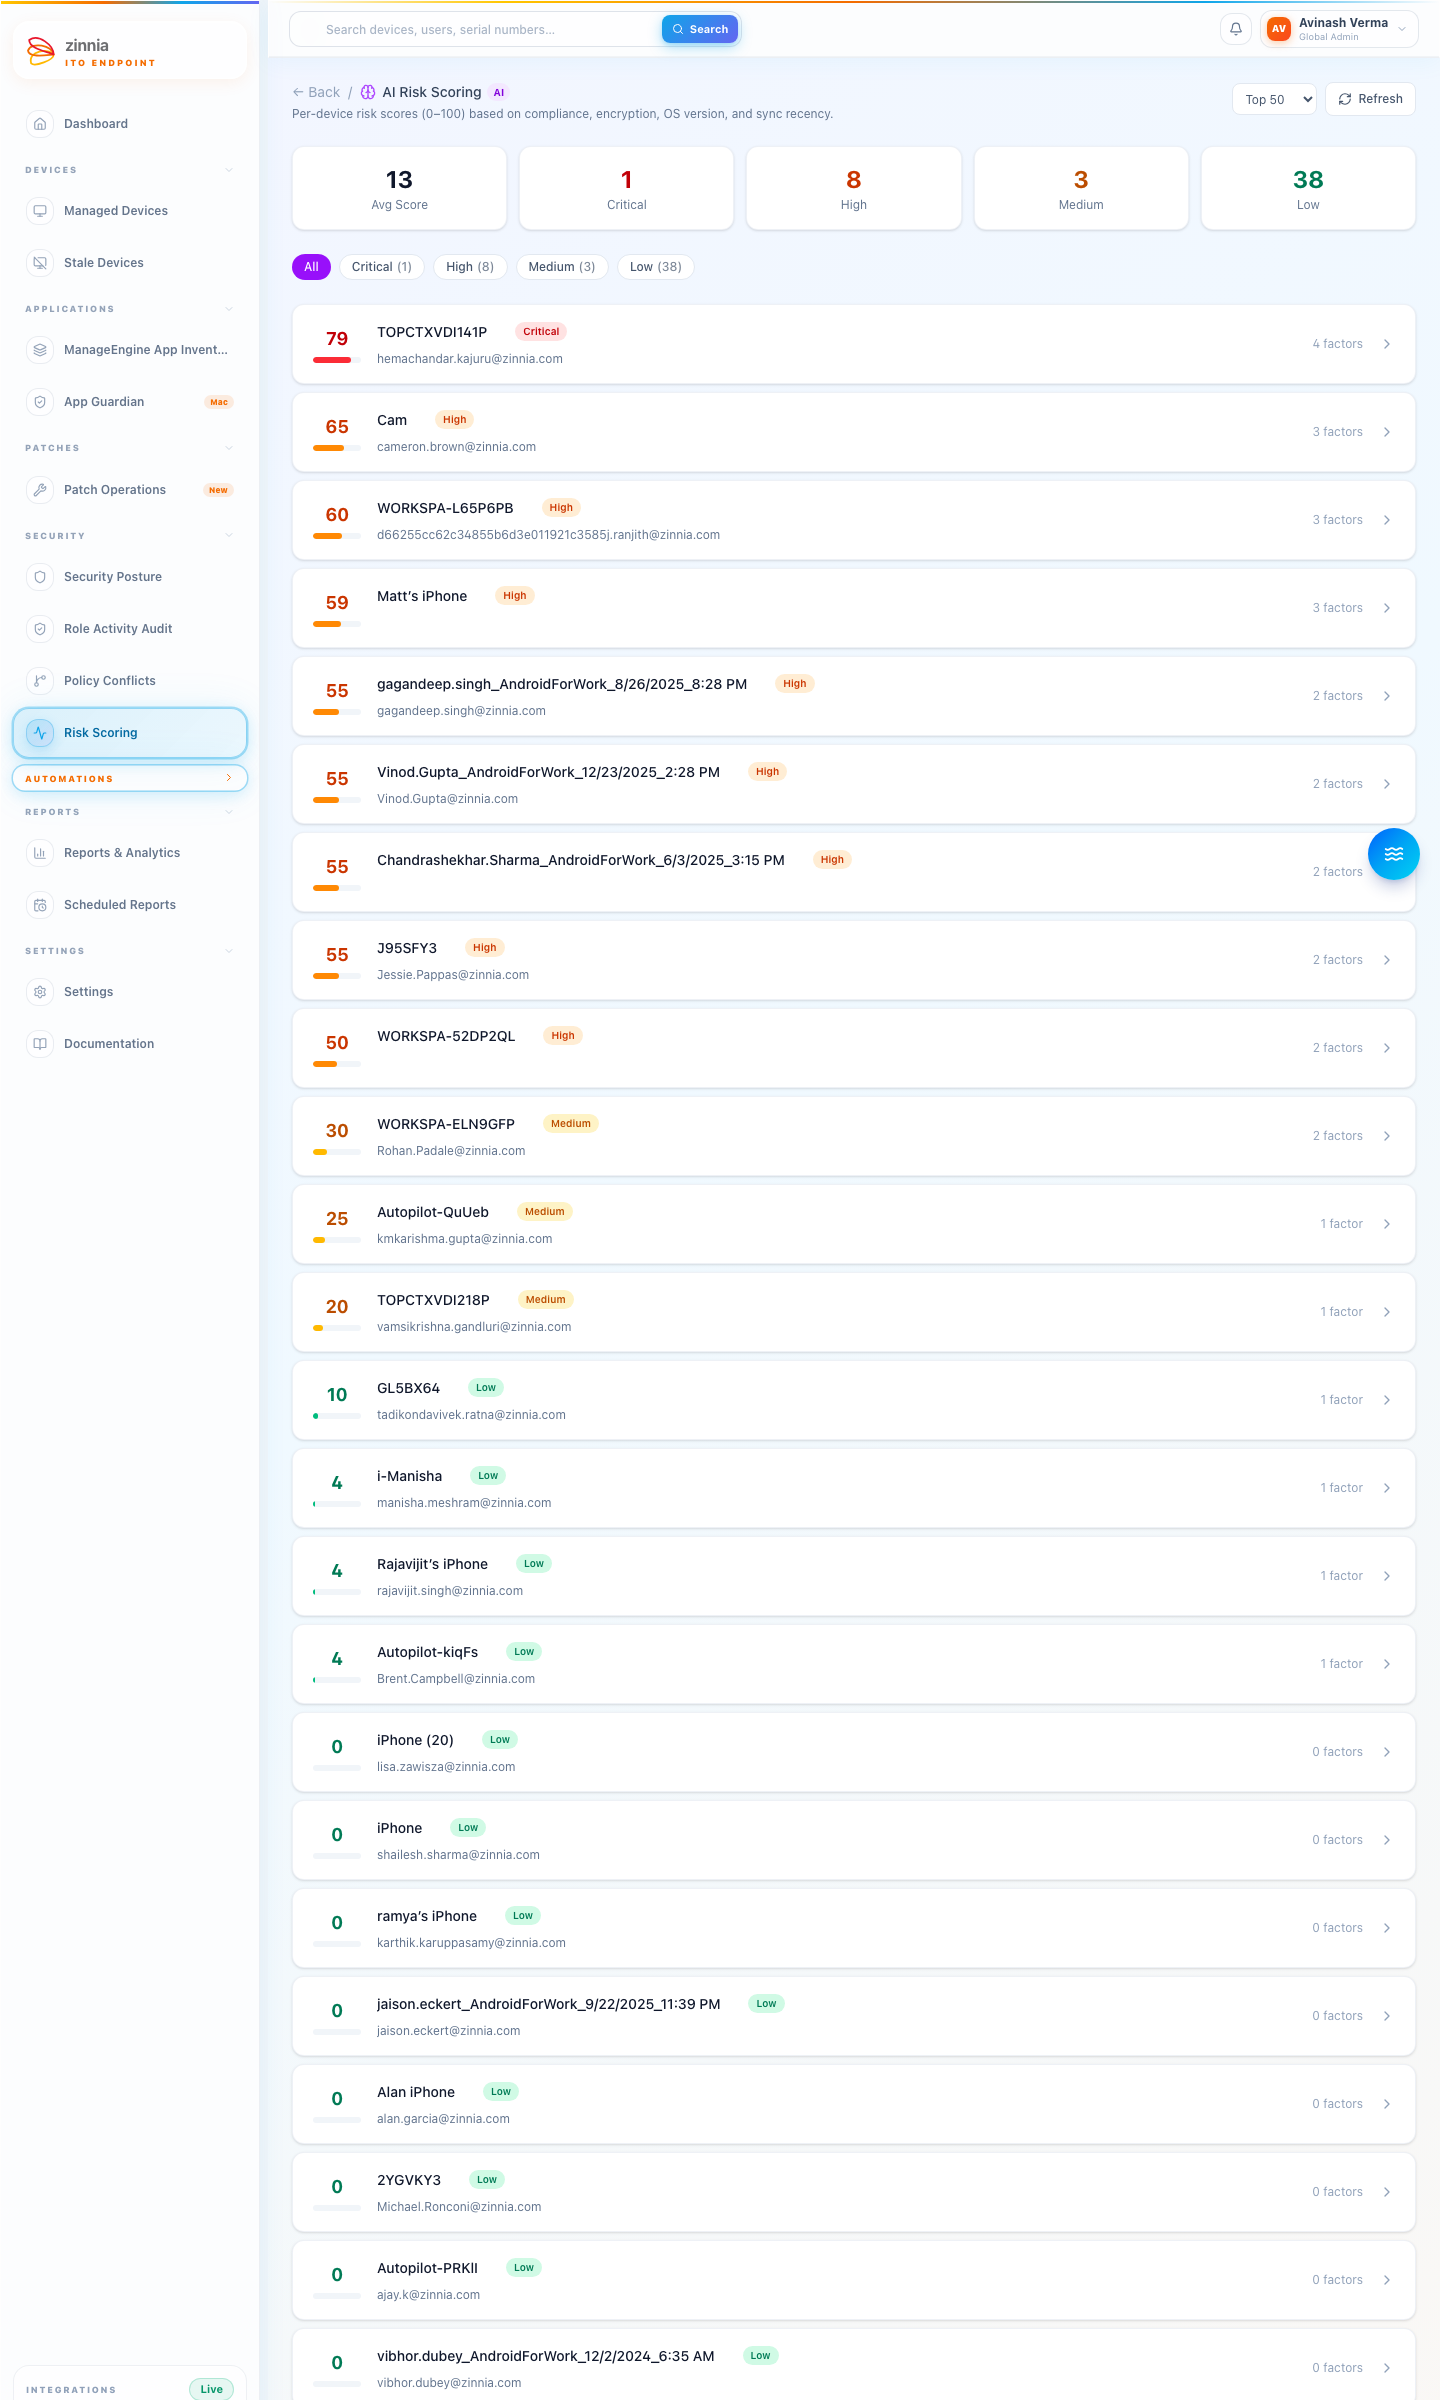 zinnia
ITO ENDPOINT
Search devices, users, serial numbers...
Search
AV
Avinash Verma
Global Admin
Dashboard
DEVICES
Managed Devices
Stale Devices
APPLICATIONS
ManageEngine App Invent...
App Guardian
Mac
PATCHES
Patch Operations
New
SECURITY
Security Posture
Role Activity Audit
Policy Conflicts
Risk Scoring
AUTOMATIONS
REPORTS
Reports & Analytics
Scheduled Reports
SETTINGS
Settings
Documentation
INTEGRATIONS
Live
← Back / AI Risk Scoring AI
Per-device risk scores (0–100) based on compliance, encryption, OS version, and sync recency.
Top 50
Refresh
13
Avg Score
1
Critical
8
High
3
Medium
38
Low
All
Critical (1)
High (8)
Medium (3)
Low (38)
79
TOPCTXVDI141P Critical
hemachandar.kajuru@zinnia.com
4 factors
65
Cam High
cameron.brown@zinnia.com
3 factors
60
WORKSPA-L65P6PB High
d66255cc62c34855b6d3e011921c3585j.ranjith@zinnia.com
3 factors
59
Matt’s iPhone High
3 factors
55
gagandeep.singh_AndroidForWork_8/26/2025_8:28 PM High
gagandeep.singh@zinnia.com
2 factors
55
Vinod.Gupta_AndroidForWork_12/23/2025_2:28 PM High
Vinod.Gupta@zinnia.com
2 factors
55
Chandrashekhar.Sharma_AndroidForWork_6/3/2025_3:15 PM High
2 factors
55
J95SFY3 High
Jessie.Pappas@zinnia.com
2 factors
50
WORKSPA-52DP2QL High
2 factors
30
WORKSPA-ELN9GFP Medium
Rohan.Padale@zinnia.com
2 factors
25
Autopilot-QuUeb Medium
kmkarishma.gupta@zinnia.com
1 factor
20
TOPCTXVDI218P Medium
vamsikrishna.gandluri@zinnia.com
1 factor
10
GL5BX64 Low
tadikondavivek.ratna@zinnia.com
1 factor
4
i-Manisha Low
manisha.meshram@zinnia.com
1 factor
4
Rajavijit’s iPhone Low
rajavijit.singh@zinnia.com
1 factor
4
Autopilot-kiqFs Low
Brent.Campbell@zinnia.com
1 factor
0
iPhone (20) Low
lisa.zawisza@zinnia.com
0 factors
0
iPhone Low
shailesh.sharma@zinnia.com
0 factors
0
ramya’s iPhone Low
karthik.karuppasamy@zinnia.com
0 factors
0
jaison.eckert_AndroidForWork_9/22/2025_11:39 PM Low
jaison.eckert@zinnia.com
0 factors
0
Alan iPhone Low
alan.garcia@zinnia.com
0 factors
0
2YGVKY3 Low
Michael.Ronconi@zinnia.com
0 factors
0
Autopilot-PRKII Low
ajay.k@zinnia.com
0 factors
0
vibhor.dubey_AndroidForWork_12/2/2024_6:35 AM Low
vibhor.dubey@zinnia.com
0 factors